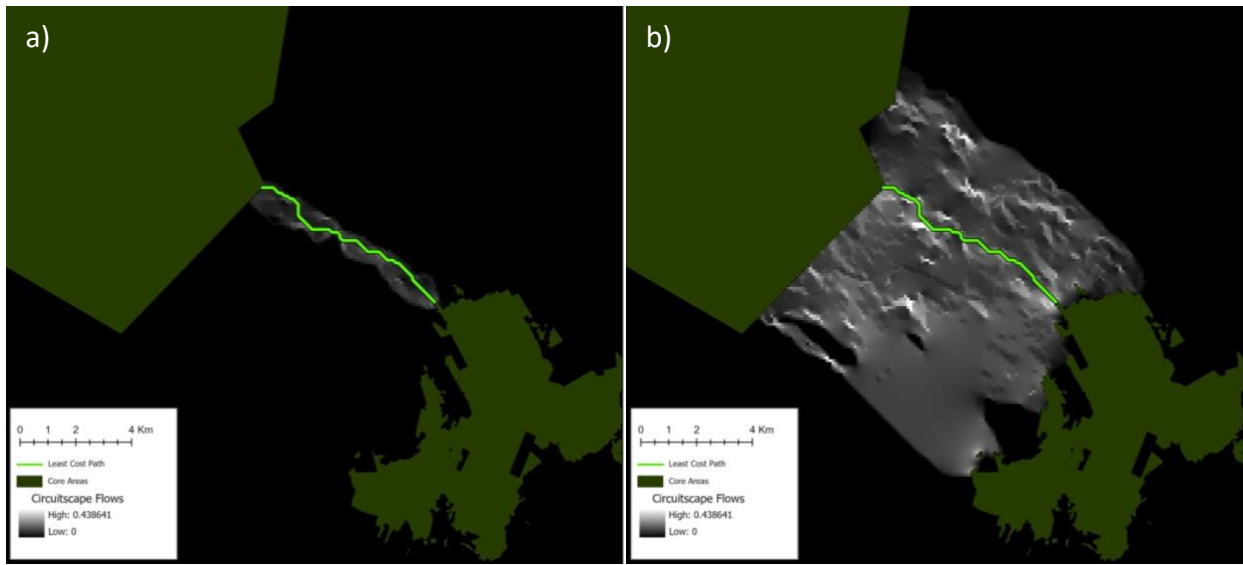 a)
0 1 2 4 Km
Least Cost Path
Core Areas
Circuitscape Flows
High: 0.438641
Low: 0
b)
0 1 2 4 Km
Least Cost Path
Core Areas
Circuitscape Flows
High: 0.438641
Low: 0